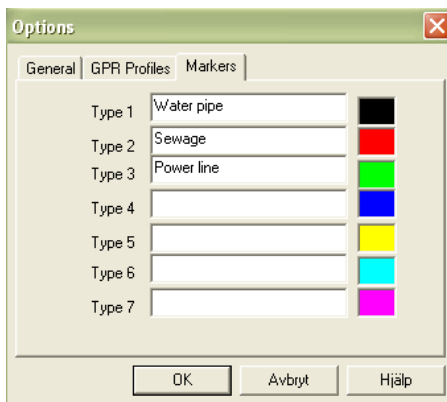 Options
General GPR Profiles Markers
Type 1 Water pipe
Type 2 Sewage
Type 3 Power line
Type 4
Type 5
Type 6
Type 7
OK Avbryt Hjälp